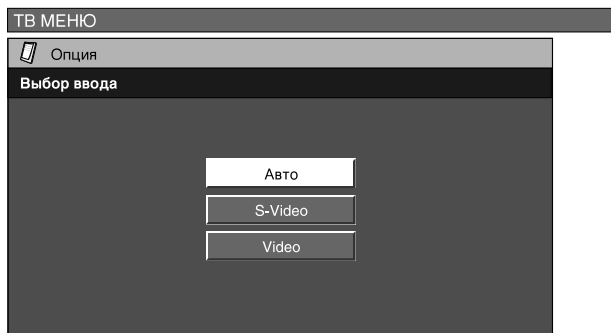 ТВ МЕНЮ
Опция
Выбор ввода
Авто
S-Video
Video